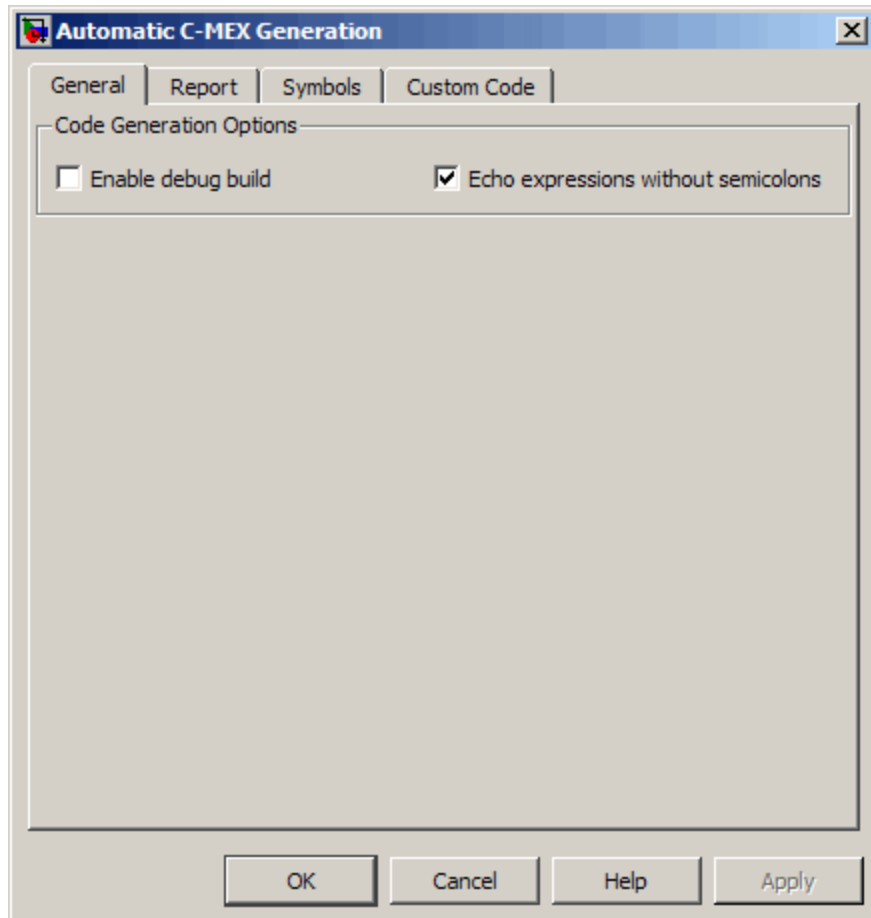 Automatic C-MEX Generation
General Report Symbols Custom Code
Code Generation Options
Enable debug build Echo expressions without semicolons
OK Cancel Help Apply